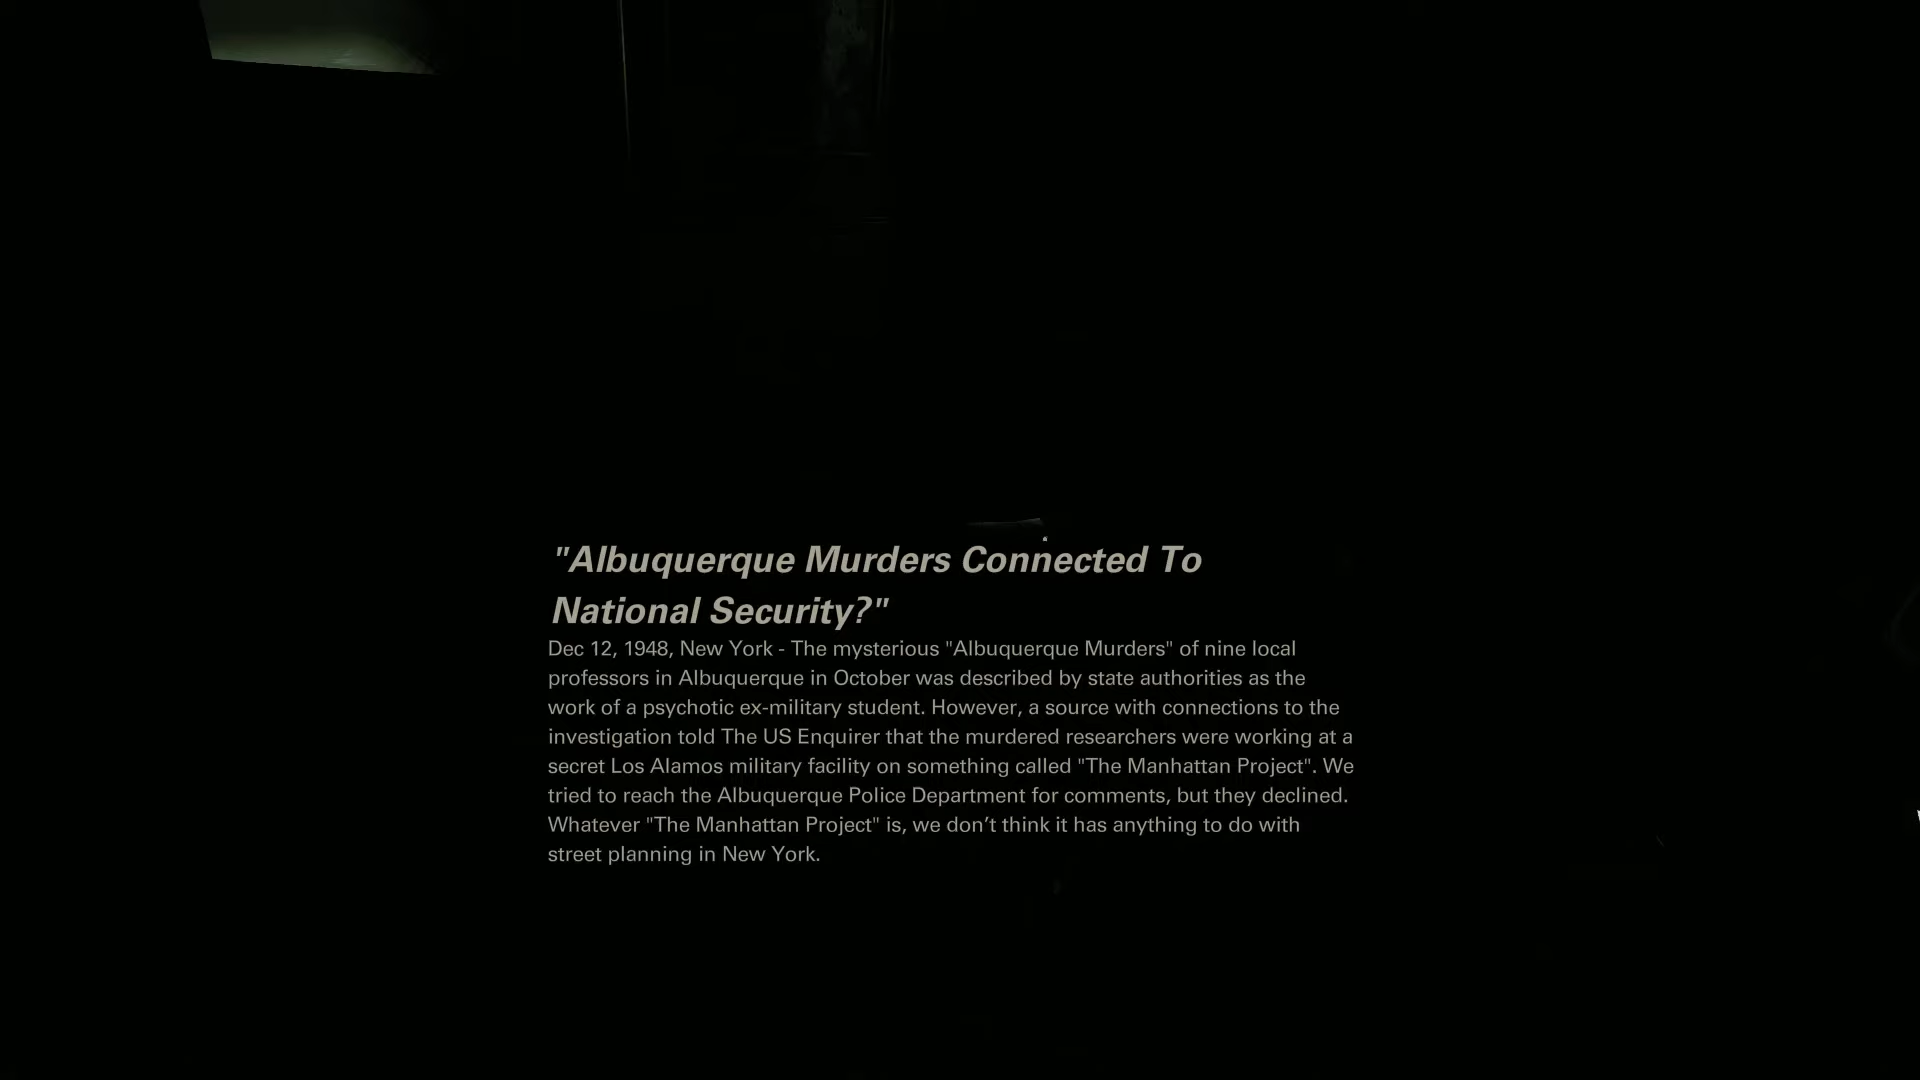 "Albuquerque Murders Connected To
National Security?"
Dec 12, 1948, New York - The mysterious "Albuquerque Murders" of nine local
professors in Albuquerque in October was described by state authorities as the
work of a psychotic ex-military student. However, a source with connections to the
investigation told The US Enquirer that the murdered researchers were working at a
secret Los Alamos military facility on something called "The Manhattan Project". We
tried to reach the Albuquerque Police Department for comments, but they declined.
Whatever "The Manhattan Project" is, we don’t think it has anything to do with
street planning in New York.